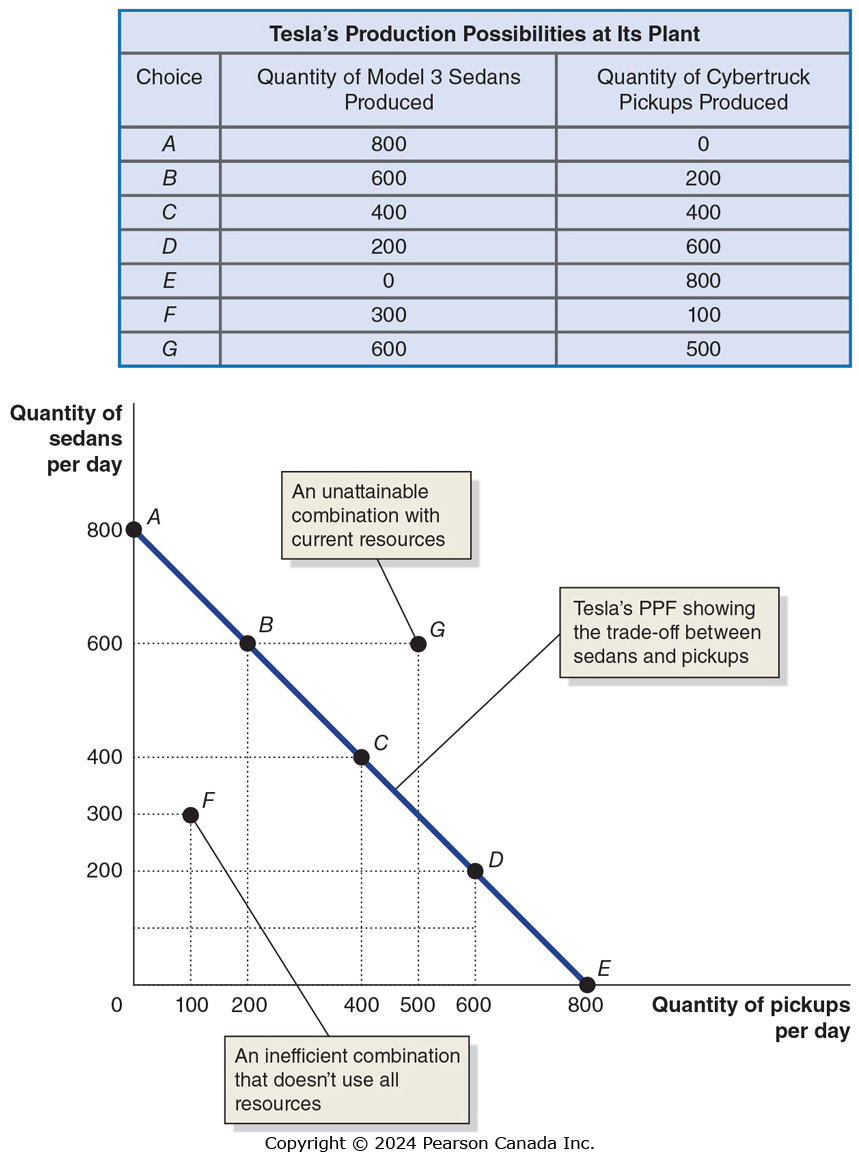 Tesla’s Production Possibilities at Its Plant
Choice
Quantity of Model 3 Sedans
Produced
Quantity of Cybertruck
Pickups Produced
A 800 0
B 600 200
C 400 400
D 200 600
E 0 800
F 300 100
G 600 500
Quantity of
sedans
per day
An unattainable
combination with
current resources
800
A
Tesla’s PPF showing
the trade-off between
sedans and pickups
600
B
G
400
C
300
F
200
D
E
0 100 200 400 500 600 800
Quantity of pickups
per day
An inefficient combination
that doesn’t use all
resources
Copyright © 2024 Pearson Canada Inc.